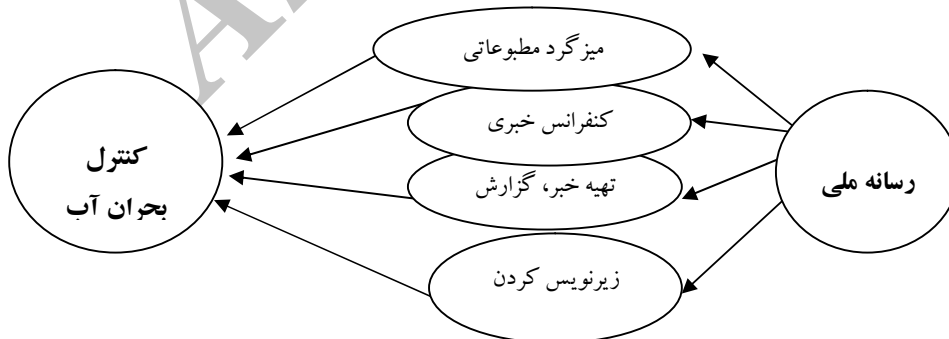 میزگرد مطبوعاتی
کنفرانس خبری
تهیه خبر، گزارش
زیرنویس کردن
رسانه ملی
کنترل
بحران آب